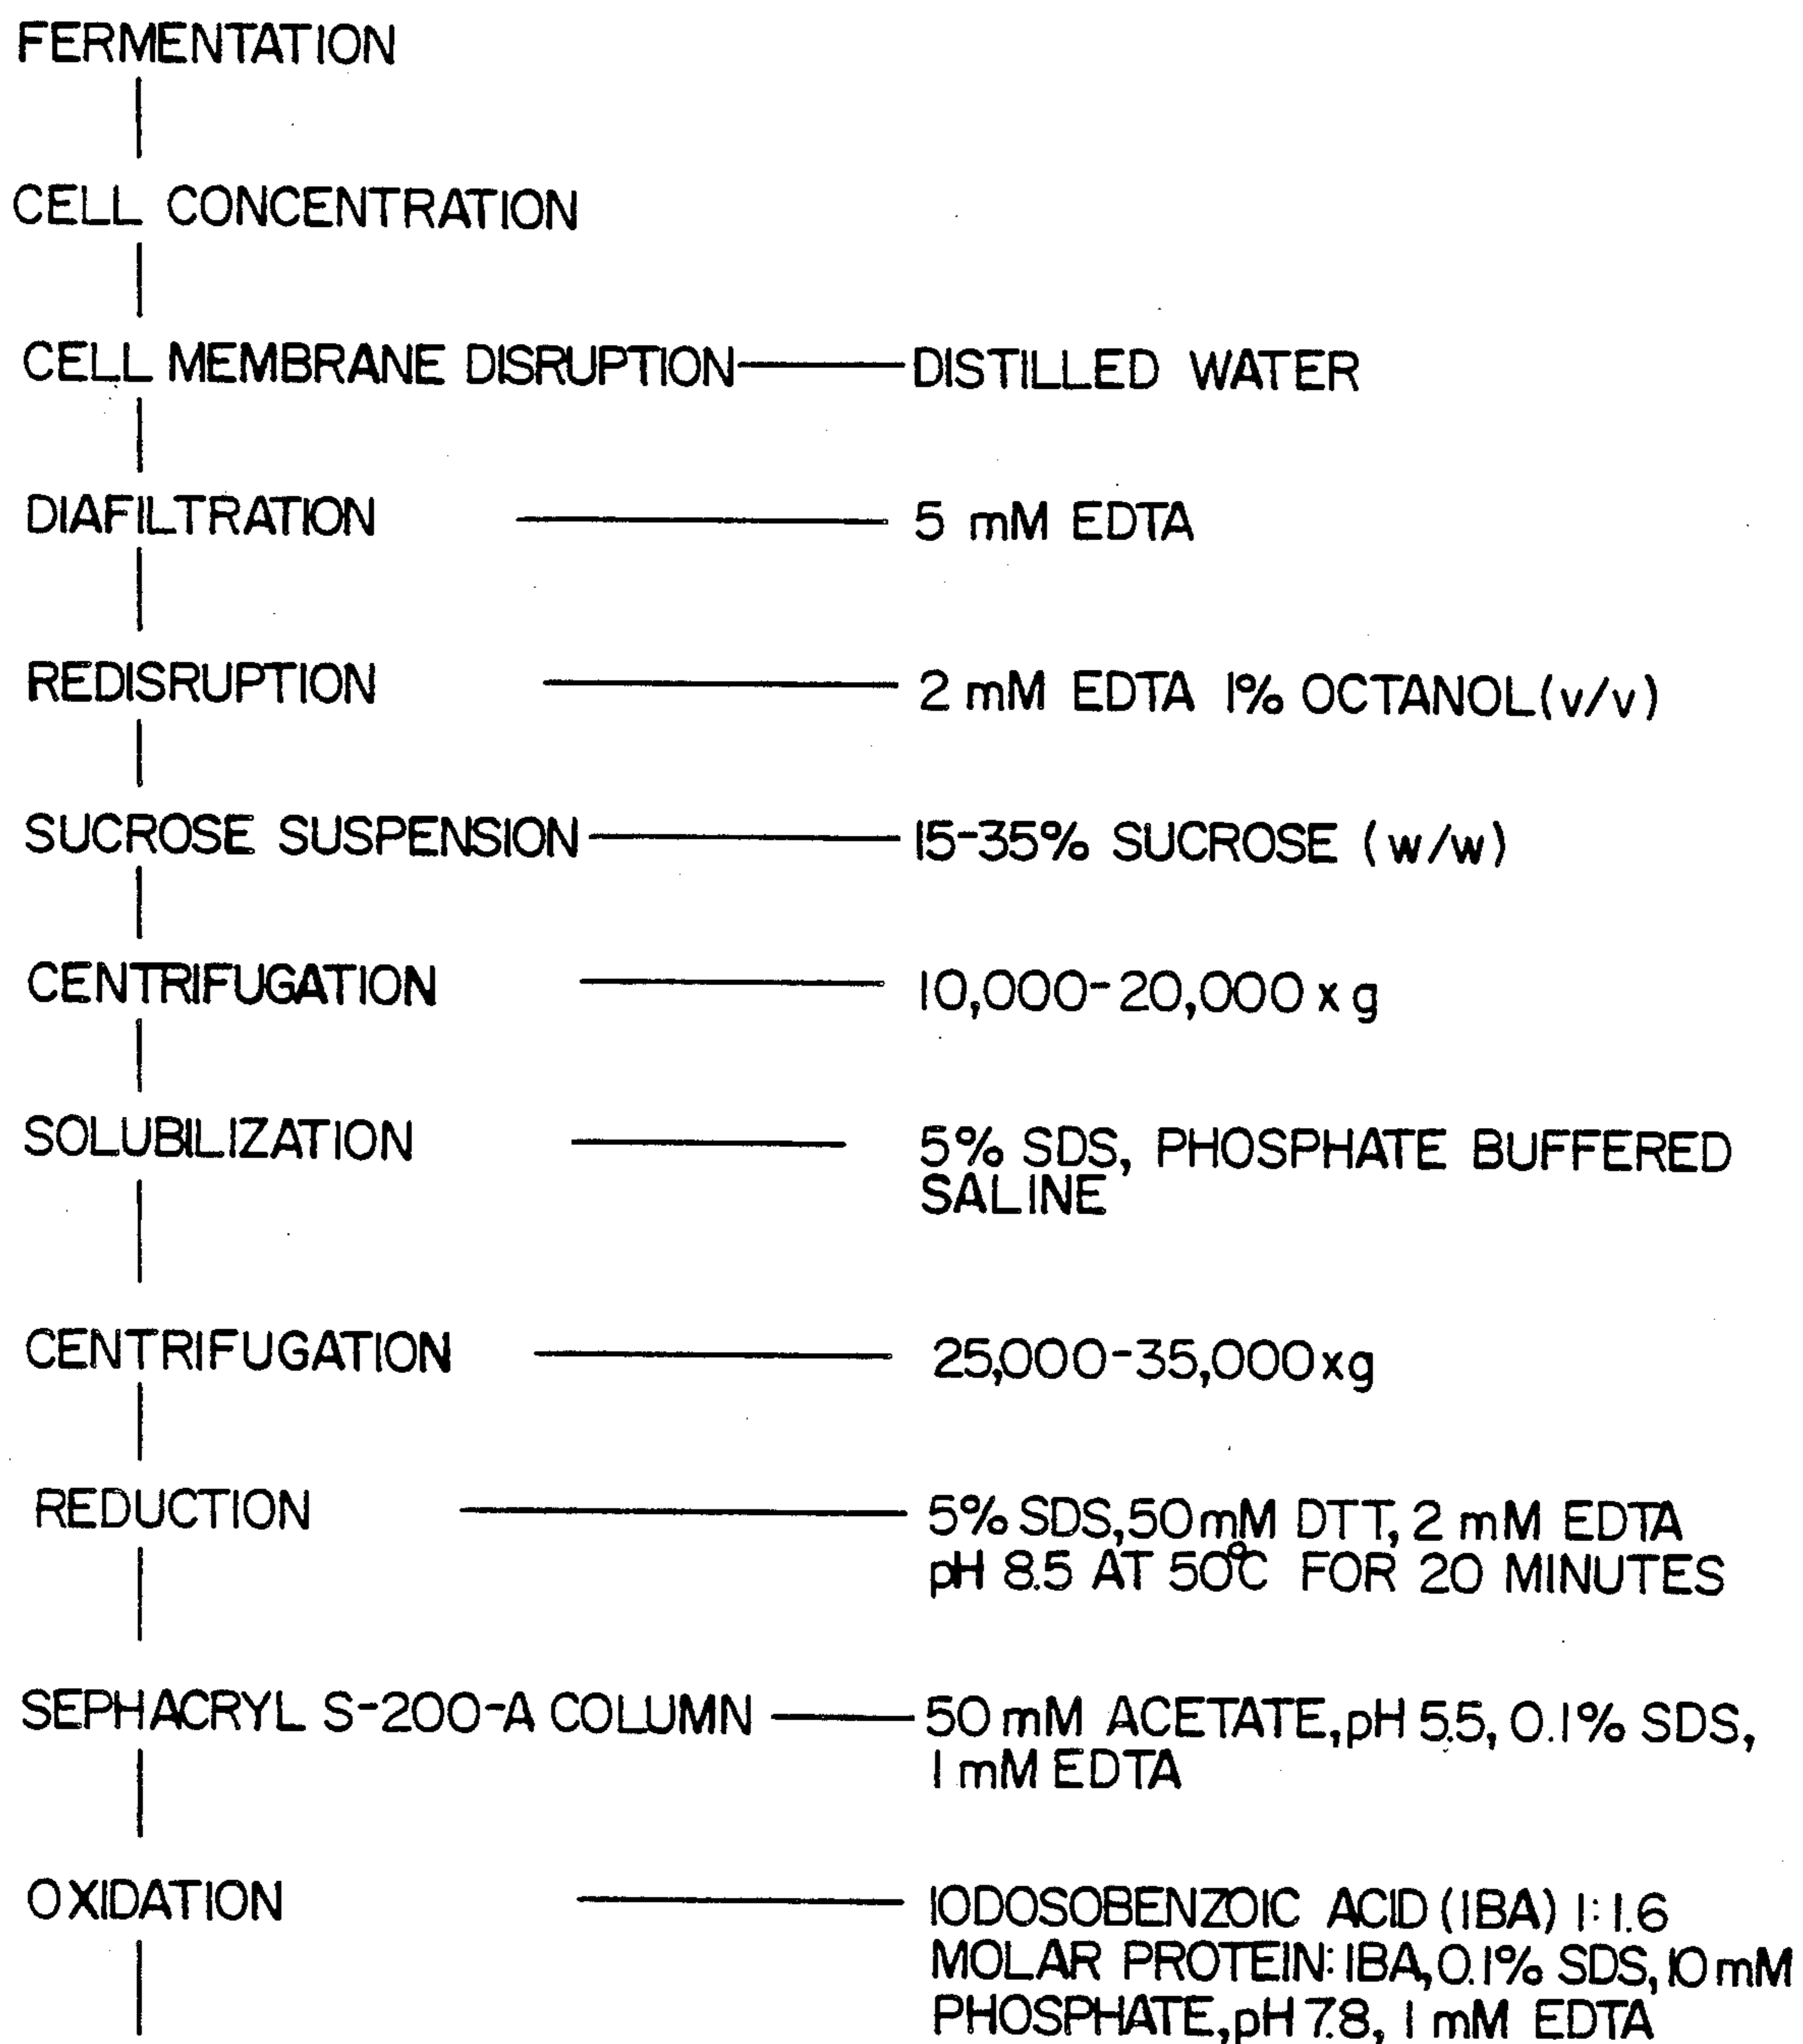 FERMENTATION
CELL CONCENTRATION
CELL MEMBRANE DISRUPTION DISTILLED WATER
DIAFILTRATION 5 mM EDTA
REDISRUPTION 2 mM EDTA 1% OCTANOL (v/v)
SUCROSE SUSPENSION 15-35% SUCROSE (w/w)
CENTRIFUGATION 10,000-20,000 x g
SOLUBILIZATION 5% SDS, PHOSPHATE BUFFERED
SALINE
CENTRIFUGATION 25,000-35,000 xg
REDUCTION 5% SDS, 50 mM DTT, 2 mM EDTA
pH 8.5 AT 50°C FOR 20 MINUTES
SEPHACRYL S-200-A COLUMN 50 mM ACETATE, pH 5.5, 0.1% SDS,
1 mM EDTA
OXIDATION IODOSOBENZOIC ACID (IBA) 1:1.6
MOLAR PROTEIN: IBA, 0.1% SDS, 10 mM
PHOSPHATE, pH 7.8, 1 mM EDTA